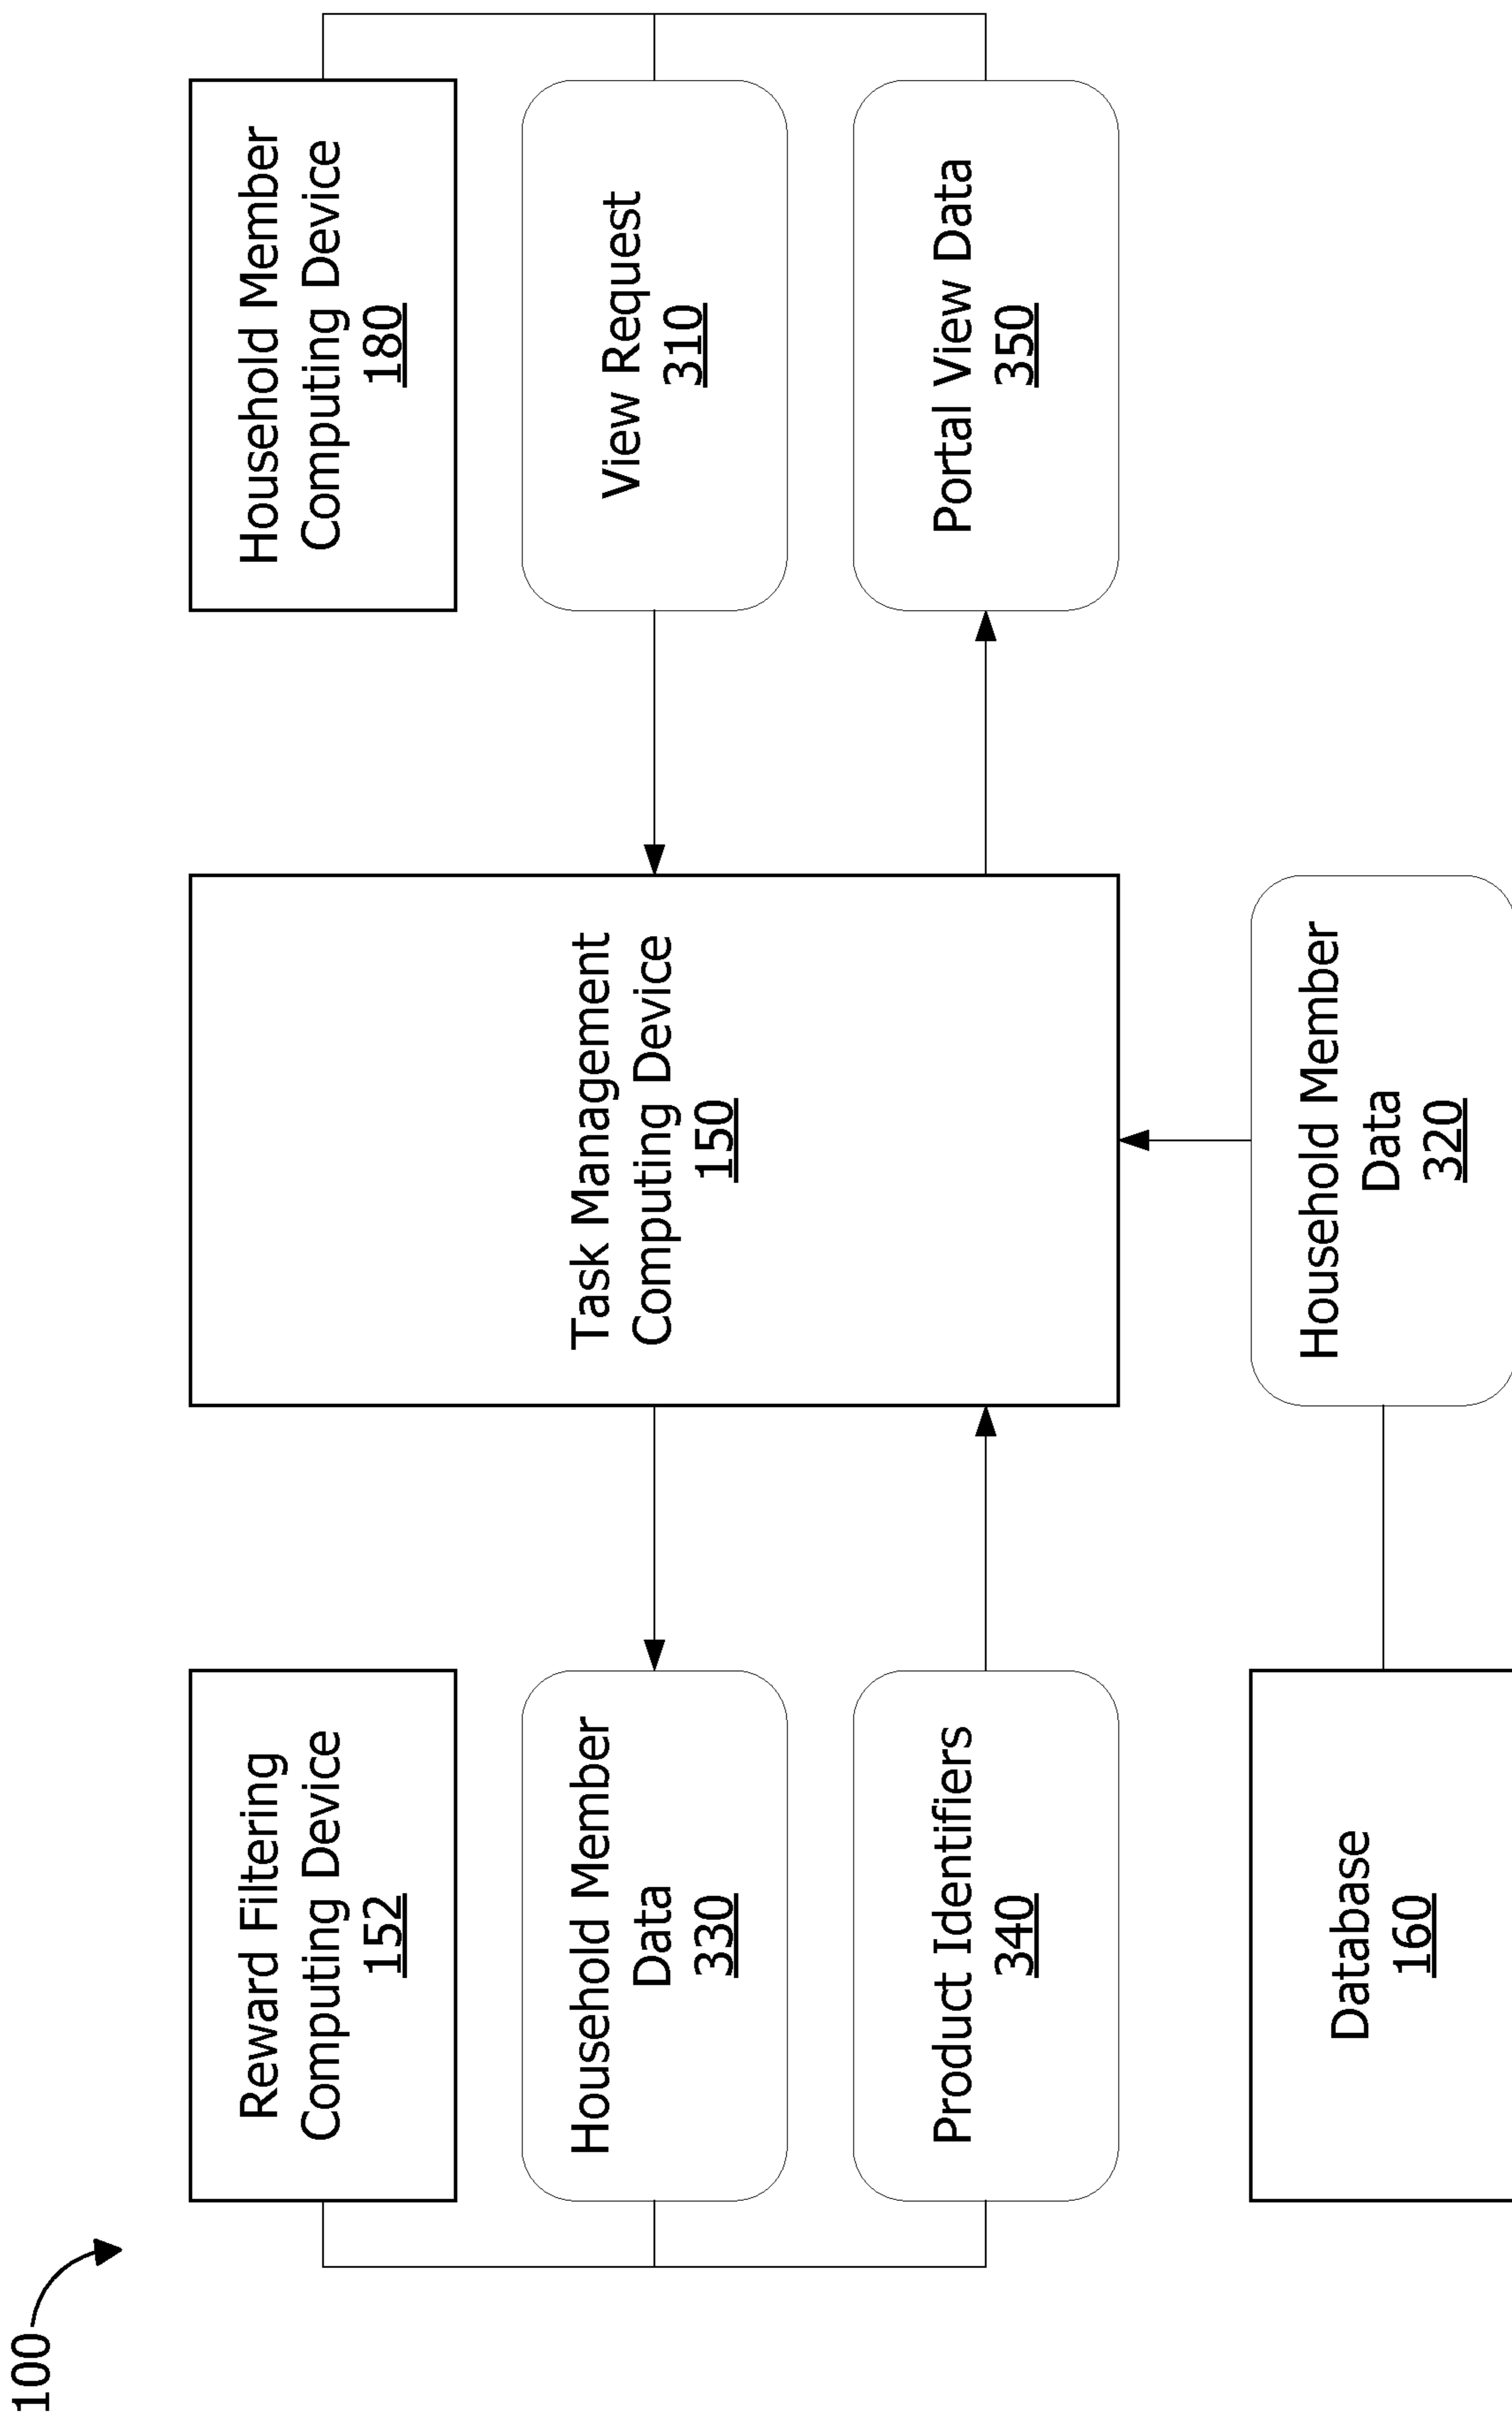 100
Reward Filtering
Computing Device
152
Household Member
Data
330
Product Identifiers
340
Database
160
Task Management
Computing Device
150
Household Member
Data
320
Household Member
Computing Device
180
View Request
310
Portal View Data
350